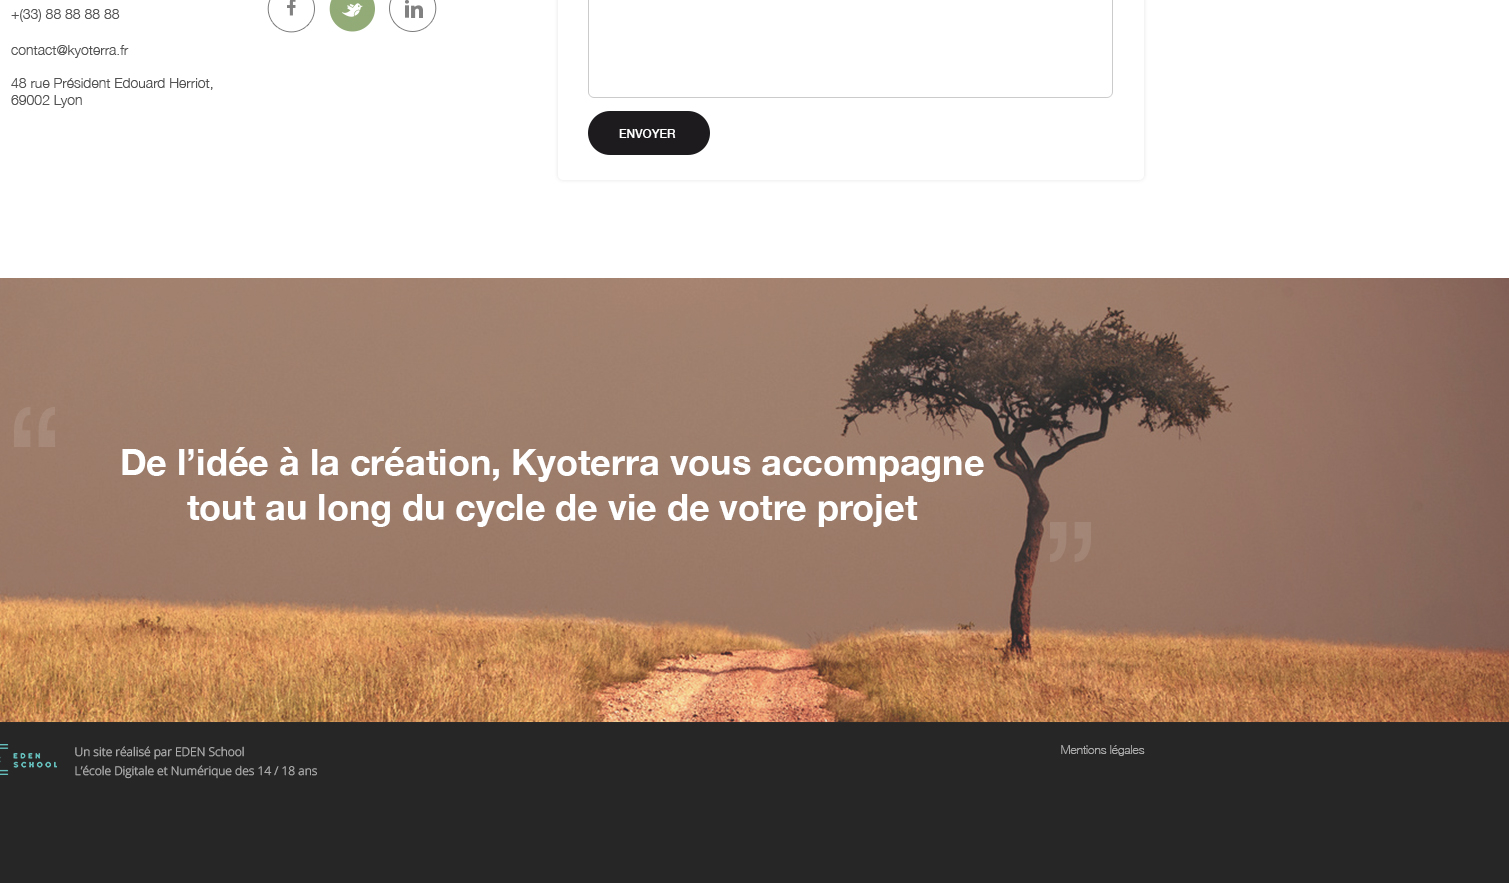 +(33) 88 88 88 88
contact@kyoterra.fr
48 rue Président Edouard Herriot,
69002 Lyon
ENVOYER
“
De l’idée à la création, Kyoterra vous accompagne
tout au long du cycle de vie de votre projet
”
EDEN
SCHOOL
Un site réalisé par EDEN School
L’école Digitale et Numérique des 14 / 18 ans
Mentions légales